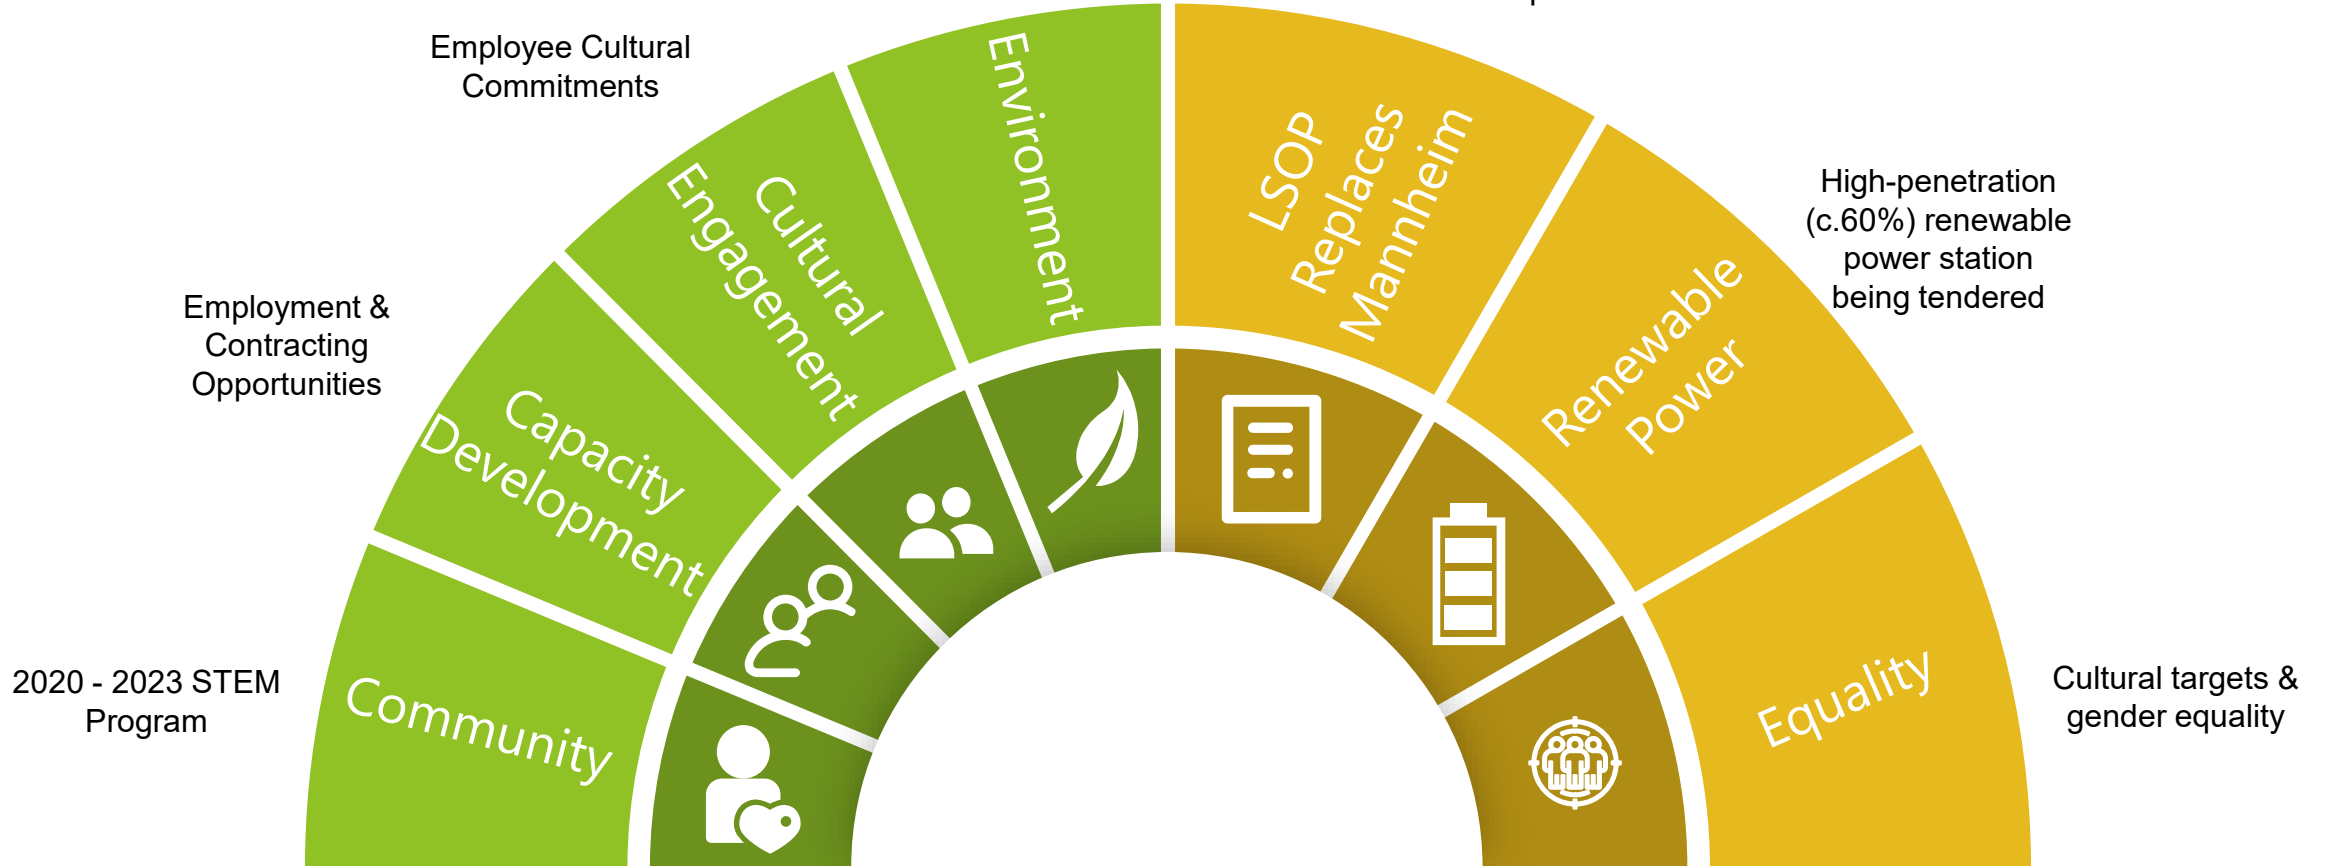 Employee Cultural
Commitments
Employment &
Contracting
Opportunities
2020 - 2023 STEM
Program
Community
Capacity
Development
Cultural
Engagement
Environment
LSOP
Replaces
Mannheim
Renewable
Power
Equality
High-penetration
(c.60%) renewable
power station
being tendered
Cultural targets &
gender equality